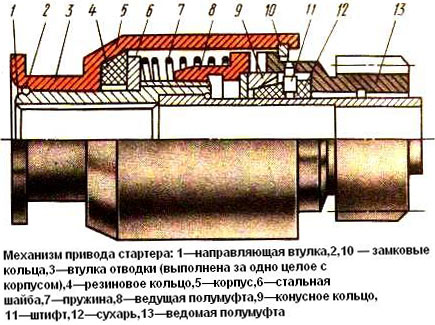 1 2 3 4 5 6 7 8 9 10 11 12 13
Механизм привода стартера: 1—направляющая втулка,2,10 — замковые
кольца,3—втулка отводки (выполнена за одно целое с
корпусом),4—резиновое кольцо,5—корпус,6—стальная
шайба,7—пружина,8—ведущая полумуфта,9—конусное кольцо,
11—штифт,12—сухарь,13—ведомая полумуфта